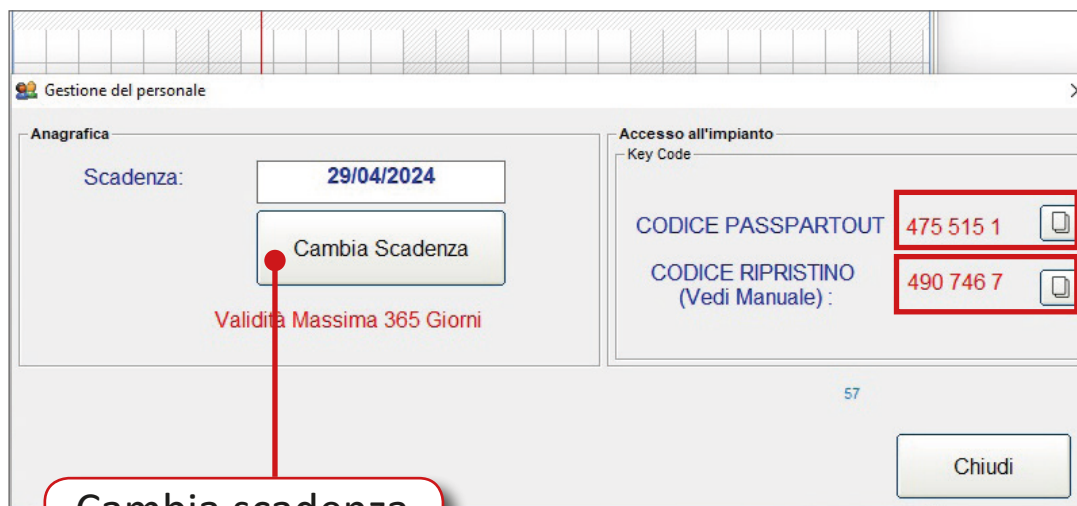 Gestione del personale
Anagrafica
Scadenza:
29/04/2024
Cambia Scadenza
Validità Massima 365 Giorni
Accesso all'impianto
Key Code
CODICE PASSPARTOUT
475 515 1
CODICE RIPRISTINO
(Vedi Manuale) :
490 746 7
57
Chiudi
Cambia scadenza